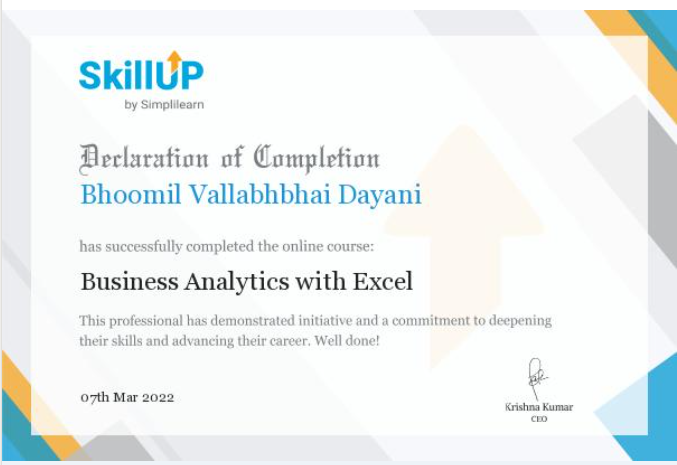 SkillUP
by Simplilearn
Declaration of Completion
Bhoomil Vallabhbhai Dayani
has successfully completed the online course:
Business Analytics with Excel
This professional has demonstrated initiative and a commitment to deepening
their skills and advancing their career. Well done!
07th Mar 2022
Krishna Kumar
CEO